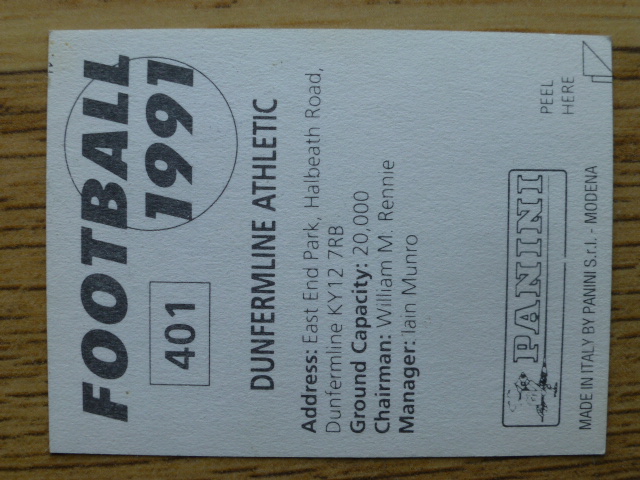 FOOTBALL
1991
401
DUNFERMLINE ATHLETIC
Address: East End Park, Halbeath Road,
Dunfermline KY12 7RB
Ground Capacity: 20,000
Chairman: William M. Rennie
Manager: Iain Munro
PANINI
PEEL
HERE
MADE IN ITALY BY PANINI S.r.l. - MODENA